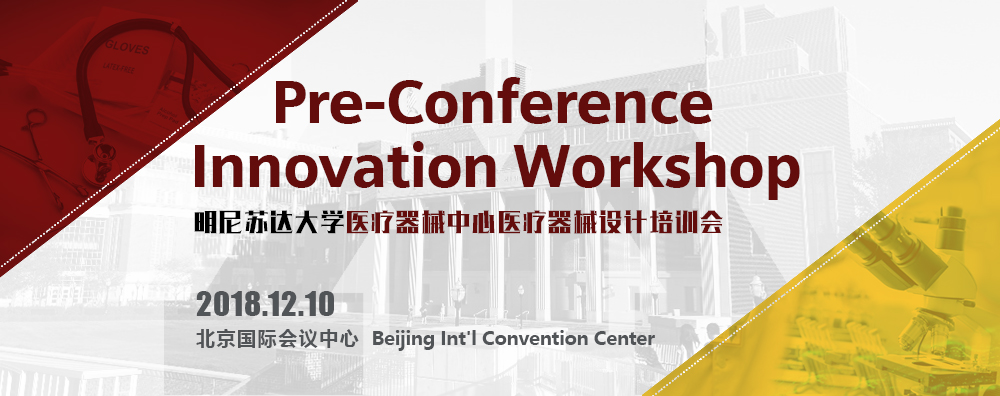 GLOVES
Pre-Conference
Innovation Workshop
明尼苏达大学医疗器械中心医疗器械设计培训会
2018.12.10
北京国际会议中心 Beijing Int'l Convention Center